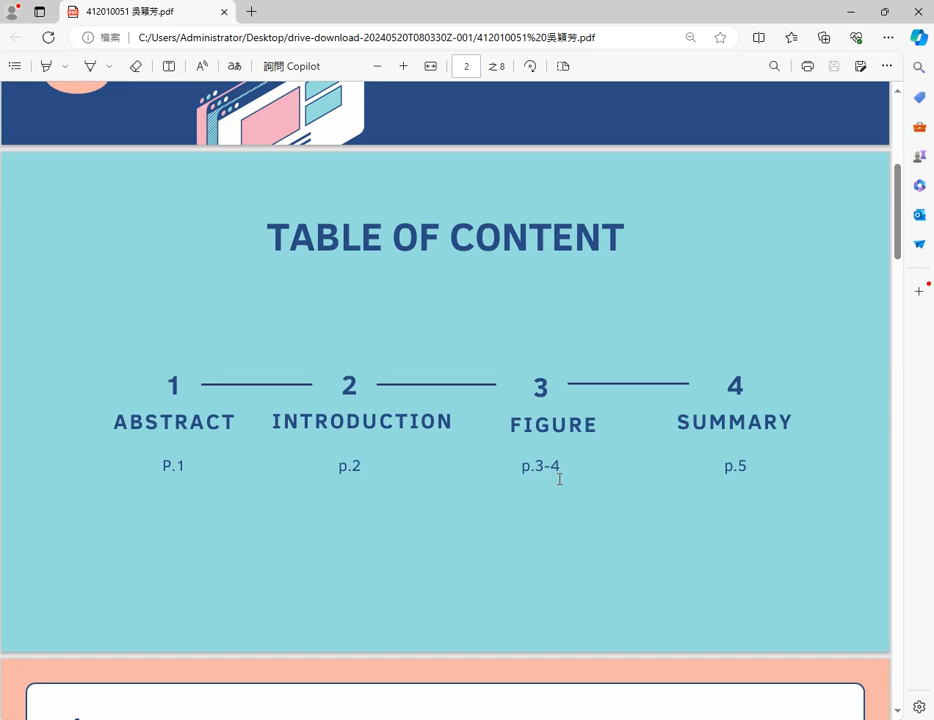 412010051 吳穎芳.pdf
檔案
C:/Users/Administrator/Desktop/drive-download-20240520T080330Z-001/412010051%20吳穎芳.pdf
詢問 Copilot
2
之 8
TABLE OF CONTENT
1
2
3
4
ABSTRACT
INTRODUCTION
FIGURE
SUMMARY
P.1
p.2
p.3-4
p.5